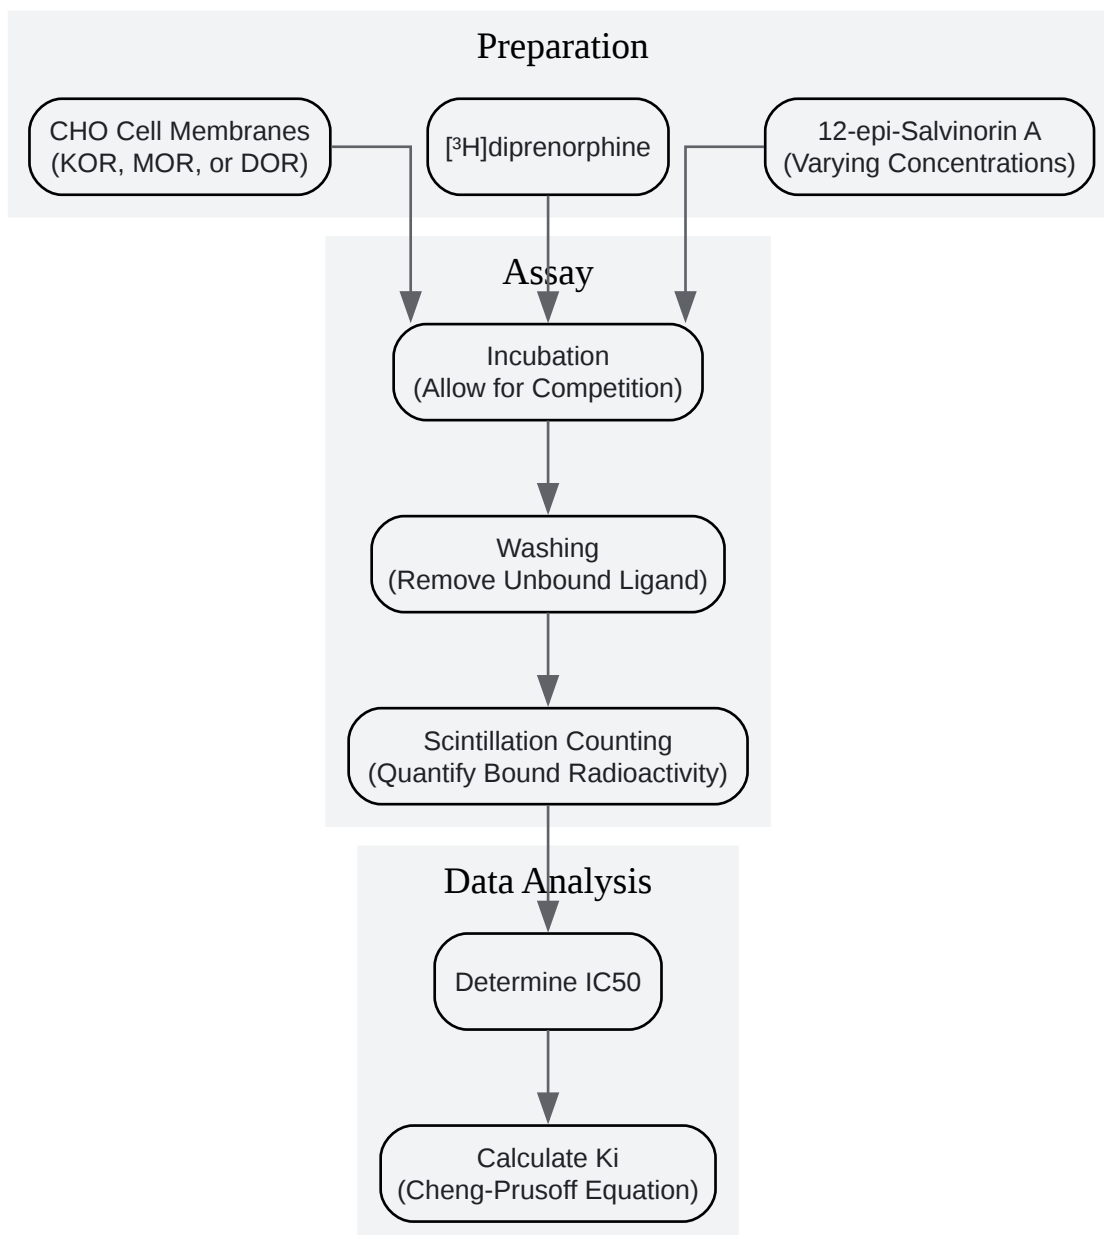 Preparation
CHO Cell Membranes
(KOR, MOR, or DOR)
[³H]diprenorphine
12-epi-Salvinorin A
(Varying Concentrations)
Assay
Incubation
(Allow for Competition)
Washing
(Remove Unbound Ligand)
Scintillation Counting
(Quantify Bound Radioactivity)
Data Analysis
Determine IC50
Calculate Ki
(Cheng-Prusoff Equation)